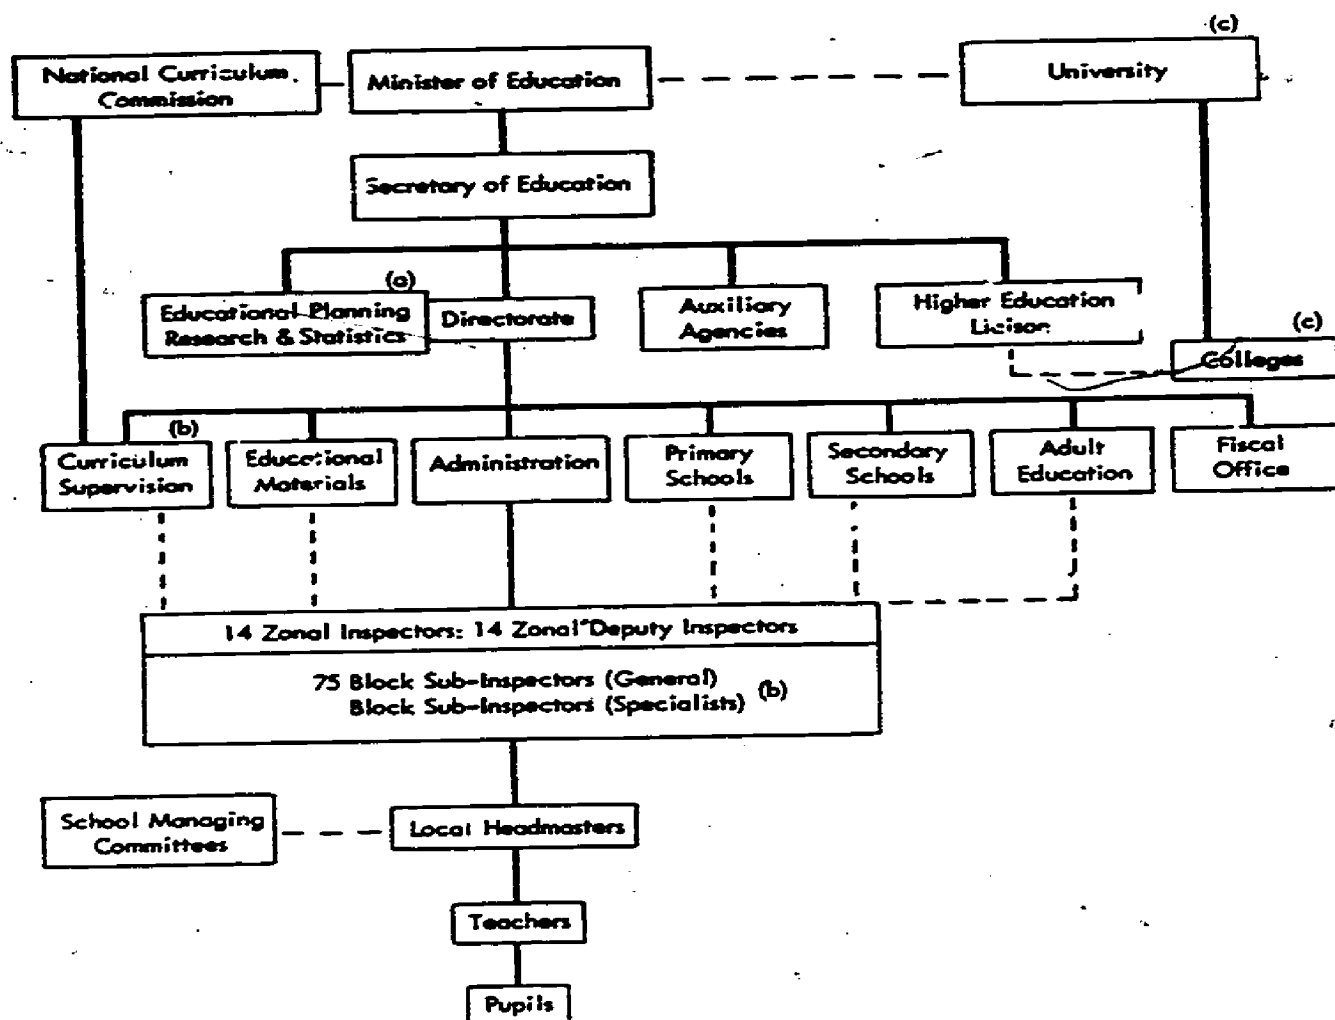 (c)
National Curriculum
Commission
Minister of Education
University
Secretary of Education
(a)
Educational Planning
Research & Statistics
Directorate
Auxiliary
Agencies
Higher Education
Liaison
(c)
Colleges
(b)
Curriculum
Supervision
Educational
Materials
Administration
Primary
Schools
Secondary
Schools
Adult
Education
Fiscal
Office
14 Zonal Inspectors: 14 Zonal Deputy Inspectors
75 Block Sub-Inspectors (General)
Block Sub-Inspectors (Specialists) (b)
School Managing
Committees
Local Headmasters
Teachers
Pupils